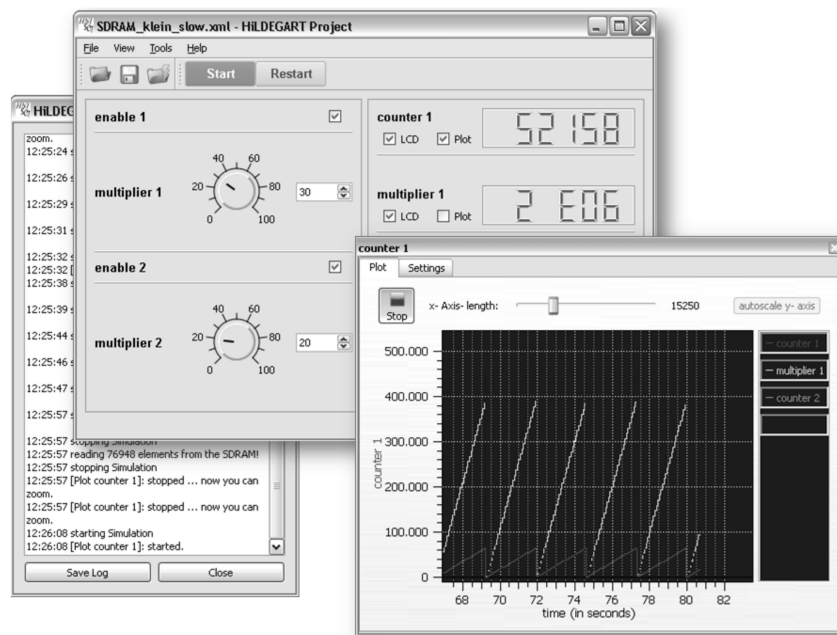 SDRAM_klein_slow.xml - HiLDEGART Project
File View Tools Help
Start Restart
enable 1
multiplier 1
0 20 40 60 80 100
30
enable 2
multiplier 2
0 20 40 60 80 100
20
counter 1
LCD Plot
52158
multiplier 1
LCD Plot
2 E06
zoom.
12:25:24
12:25:26
12:25:29
12:25:31
12:25:32
12:25:32
12:25:38
12:25:39
12:25:44
12:25:46
12:25:47
12:25:57
12:25:57 stopping Simulation
12:25:57 reading 76948 elements from the SDRAM!
12:25:57 stopping Simulation
12:25:57 [Plot counter 1]: stopped ... now you can
zoom.
12:25:57 [Plot counter 1]: stopped ... now you can
zoom.
12:26:08 starting Simulation
12:26:08 [Plot counter 1]: started.
Save Log Close
counter 1
Plot Settings
Stop
x- Axis- length: 15250 autoscale y- axis
counter 1
multiplier 1
counter 2
500.000
400.000
300.000
200.000
100.000
0
counter 1
68 70 72 74 76 78 80 82
time (in seconds)